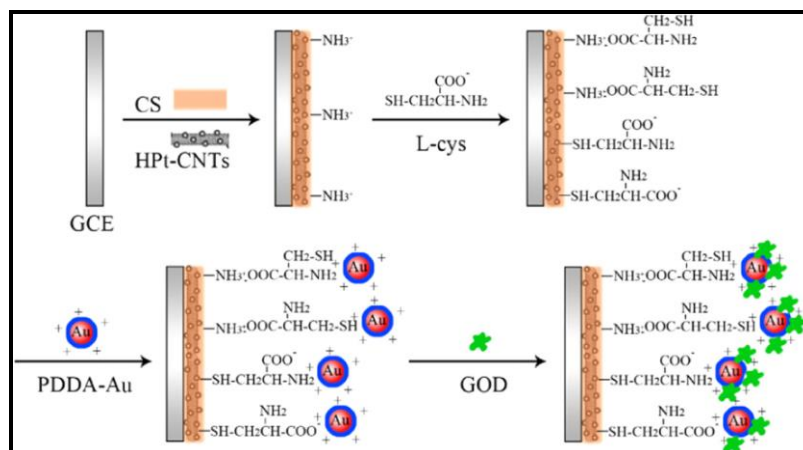 CS
HPt-CNTs
GCE
NH3-
NH3-
NH3-
COO-
SH-CH2CH-NH2
L-cys
CH2-SH
NH3-OOC-CH-NH2
NH2
NH3-OOC-CH-CH2-SH
COO-
SH-CH2CH-NH2
NH2
SH-CH2CH-COO-
+ + Au + +
PDDA-Au
CH2-SH
NH3-OOC-CH-NH2 Au
NH2
NH3-OOC-CH-CH2-SH Au
COO-
SH-CH2CH-NH2 Au
NH2
SH-CH2CH-COO- Au
GOD
CH2-SH
NH3-OOC-CH-NH2 Au
NH2
NH3-OOC-CH-CH2-SH Au
COO-
SH-CH2CH-NH2 Au
NH2
SH-CH2CH-COO- Au